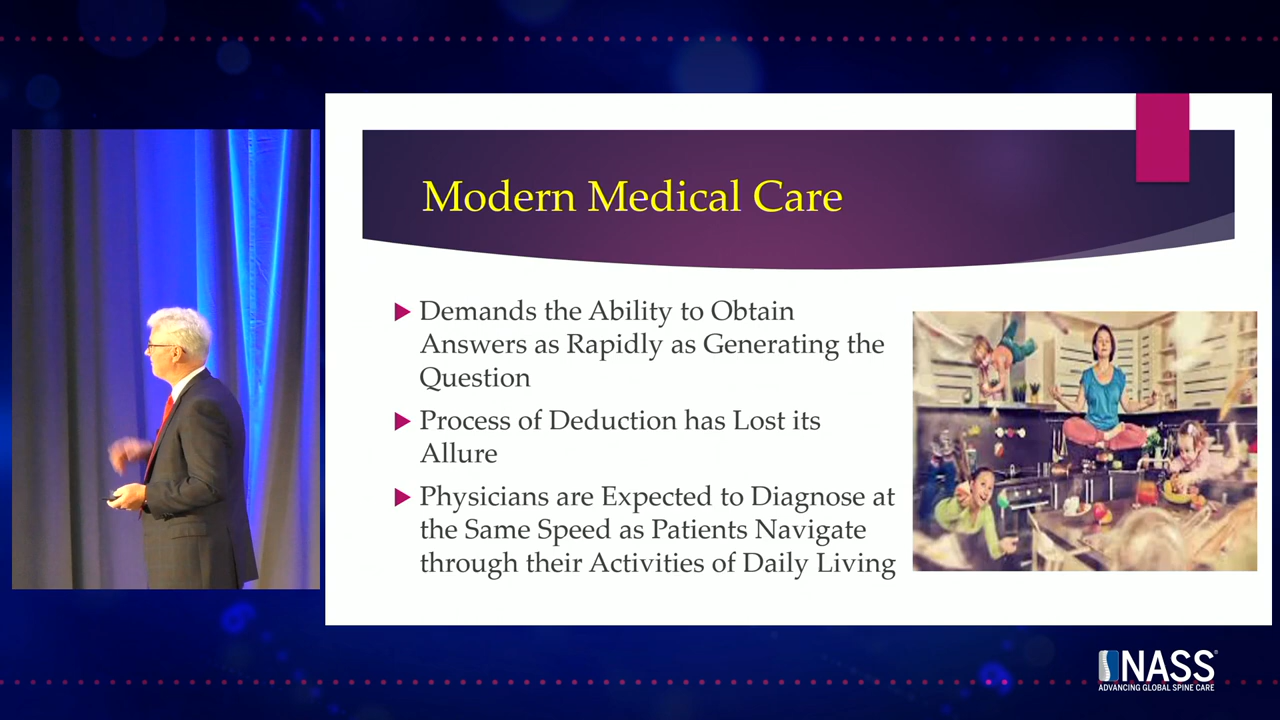 Modern Medical Care
Demands the Ability to Obtain
Answers as Rapidly as Generating the
Question
Process of Deduction has Lost its
Allure
Physicians are Expected to Diagnose at
the Same Speed as Patients Navigate
through their Activities of Daily Living
NASS®
ADVANCING GLOBAL SPINE CARE